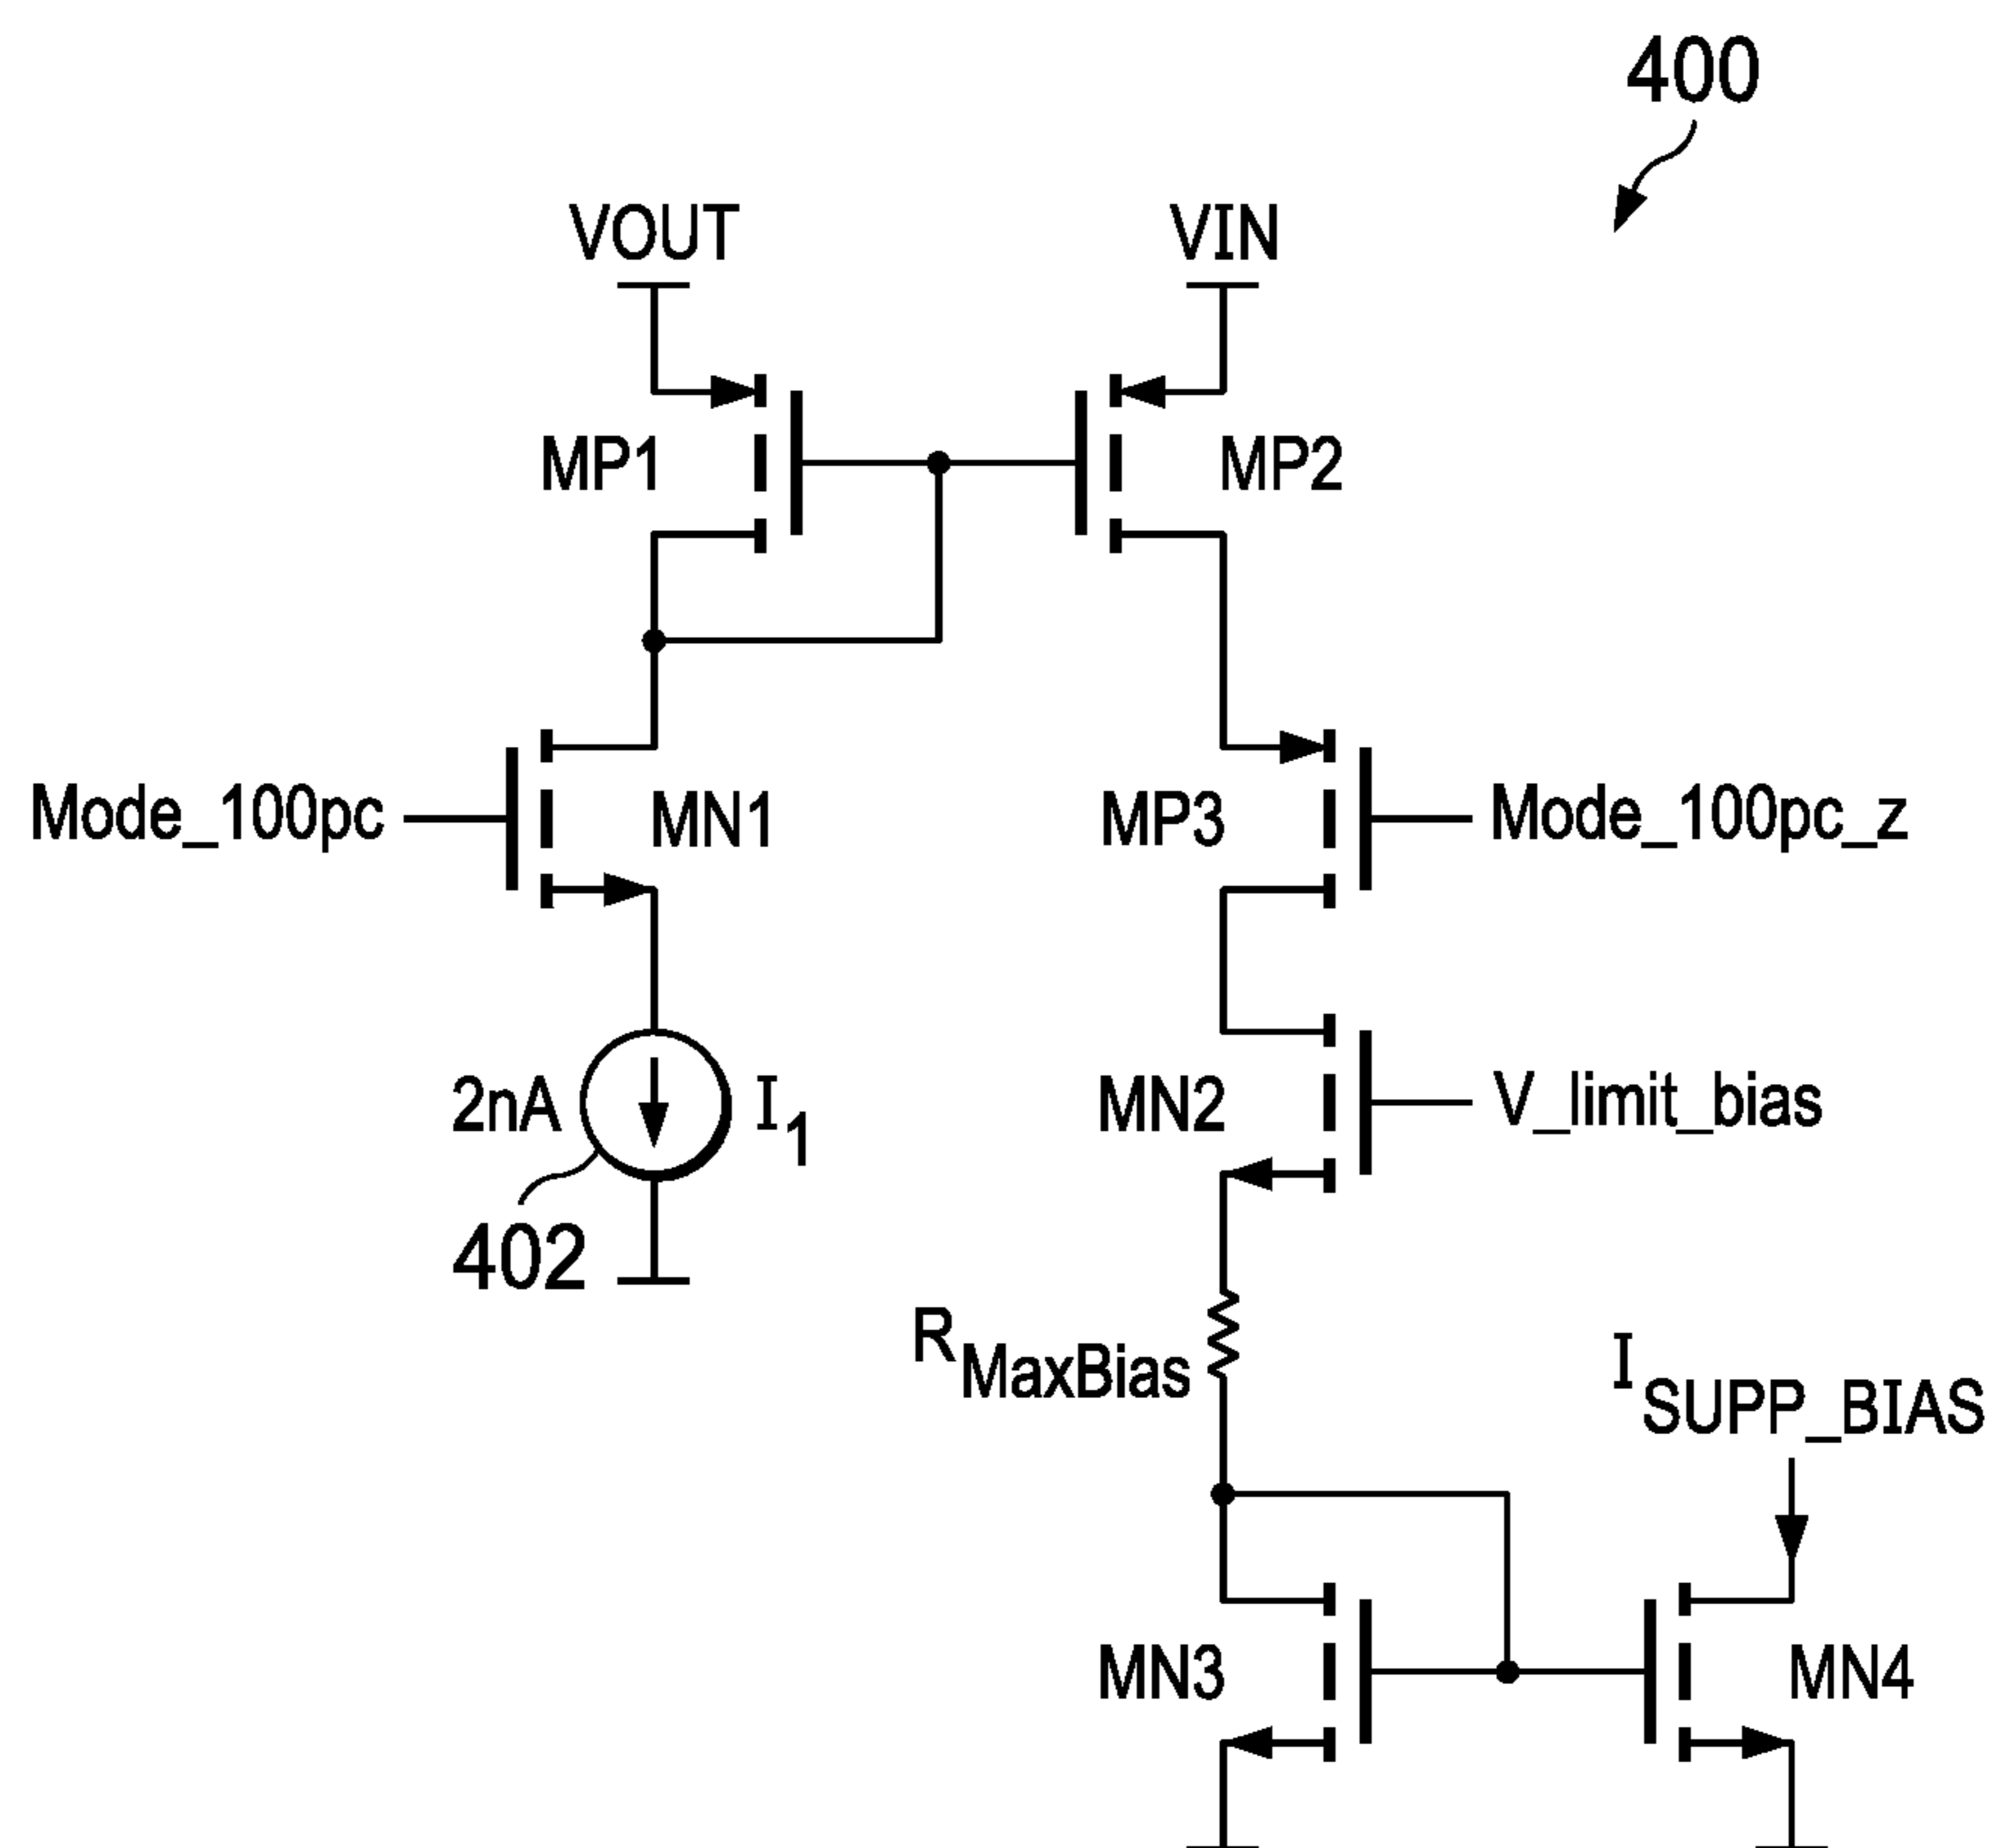 400
VOUT
VIN
MP1
MP2
Mode_100pc
MN1
MP3
Mode_100pc_z
2nA
I1
MN2
V_limit_bias
402
RMaxBias
ISUPP_BIAS
MN3
MN4